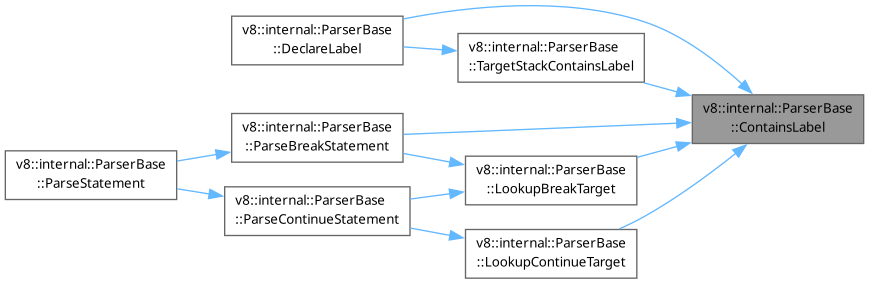 v8::internal::ParserBase
::DeclareLabel
v8::internal::ParserBase
::TargetStackContainsLabel
v8::internal::ParserBase
::ContainsLabel
v8::internal::ParserBase
::ParseBreakStatement
v8::internal::ParserBase
::ParseStatement
v8::internal::ParserBase
::LookupBreakTarget
v8::internal::ParserBase
::ParseContinueStatement
v8::internal::ParserBase
::LookupContinueTarget